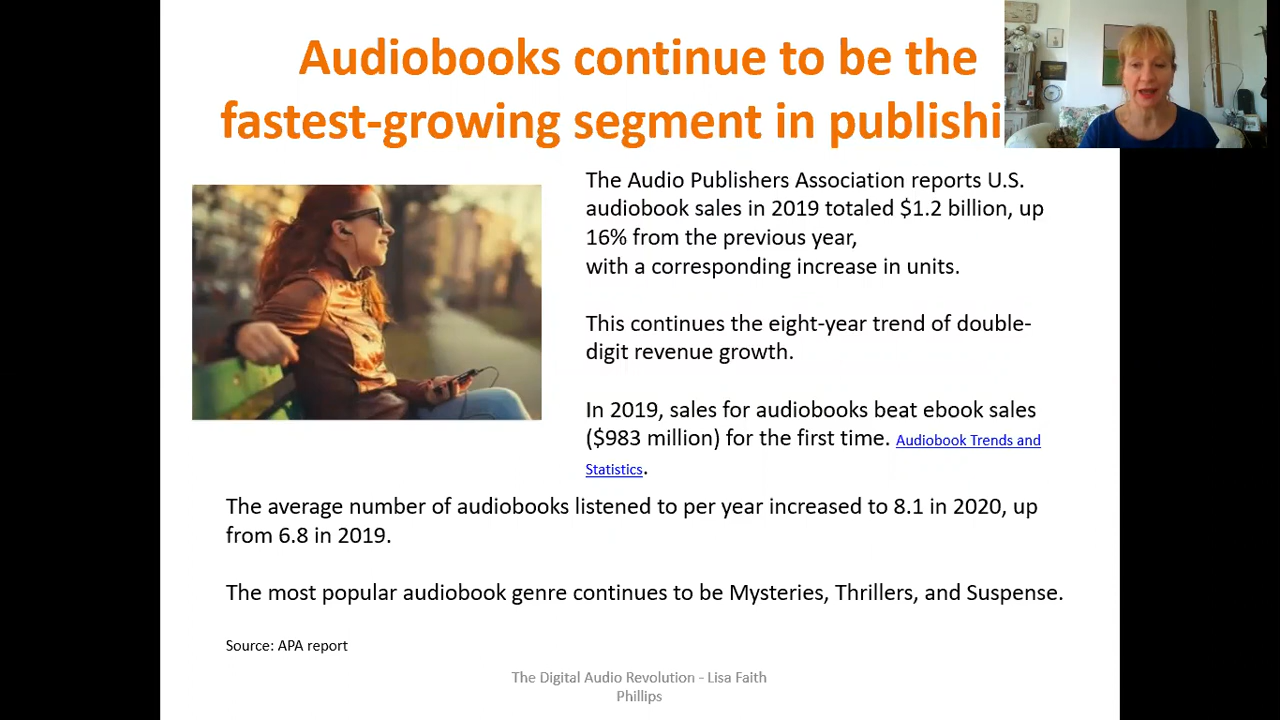 Audiobooks continue to be the
fastest-growing segment in publishi
The Audio Publishers Association reports U.S.
audiobook sales in 2019 totaled $1.2 billion, up
16% from the previous year,
with a corresponding increase in units.
This continues the eight-year trend of double-
digit revenue growth.
In 2019, sales for audiobooks beat ebook sales
($983 million) for the first time. Audiobook Trends and
Statistics.
The average number of audiobooks listened to per year increased to 8.1 in 2020, up
from 6.8 in 2019.
The most popular audiobook genre continues to be Mysteries, Thrillers, and Suspense.
Source: APA report
The Digital Audio Revolution - Lisa Faith
Phillips